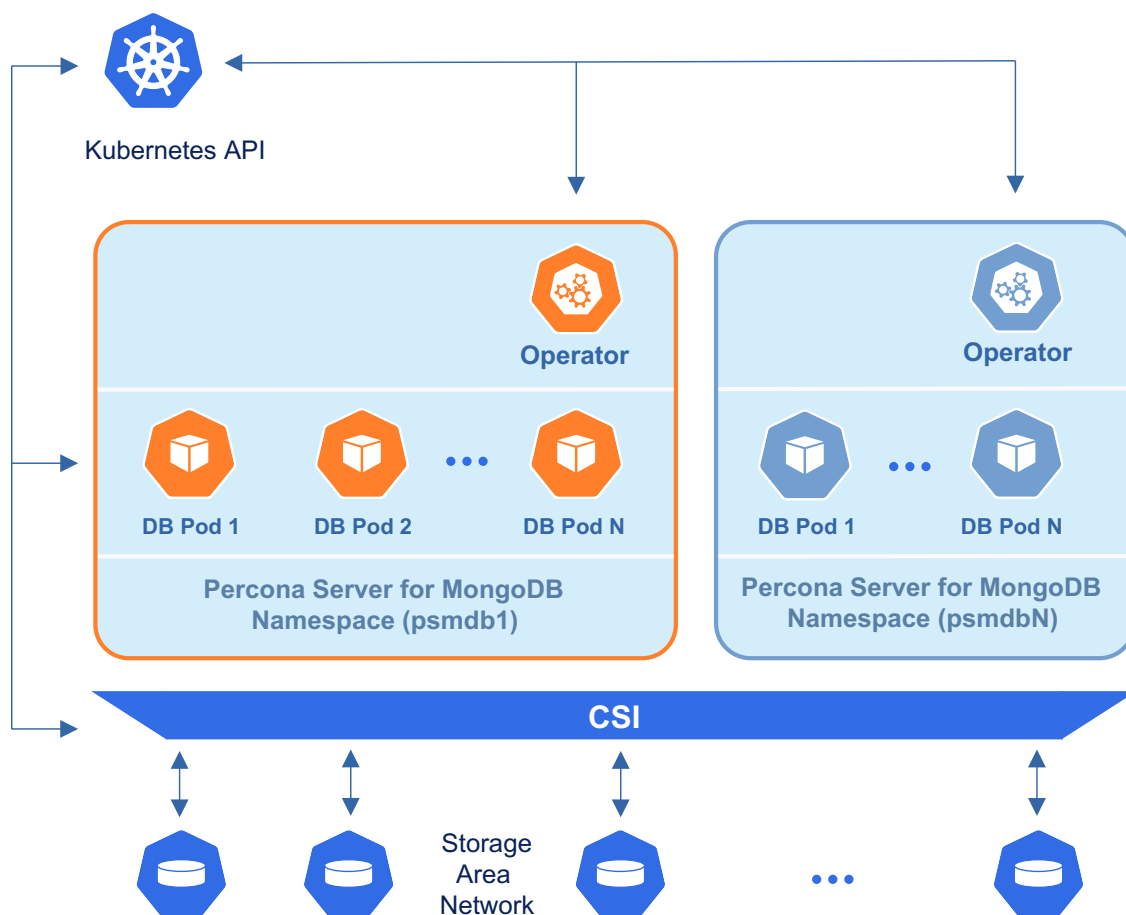 Kubernetes API
Operator
Operator
DB Pod 1
DB Pod 2
DB Pod N
DB Pod 1
DB Pod N
Percona Server for MongoDB
Namespace (psmdb1)
Percona Server for MongoDB
Namespace (psmdbN)
CSI
Storage
Area
Network